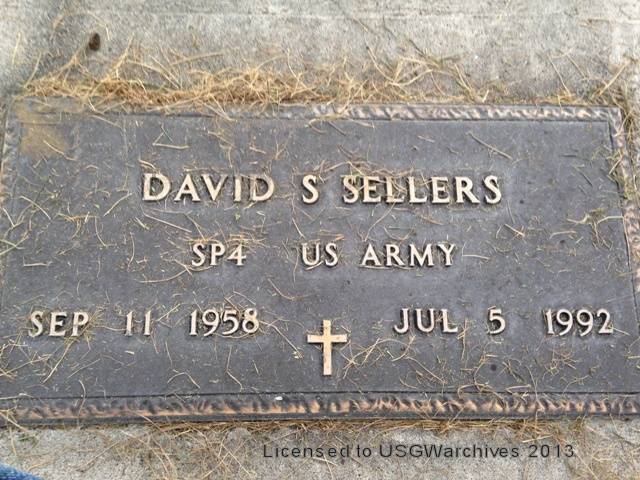 DAVID S SELLERS
SP4 US ARMY
SEP 11 1958 JUL 5 1992
Licensed to USGWarchives 2013